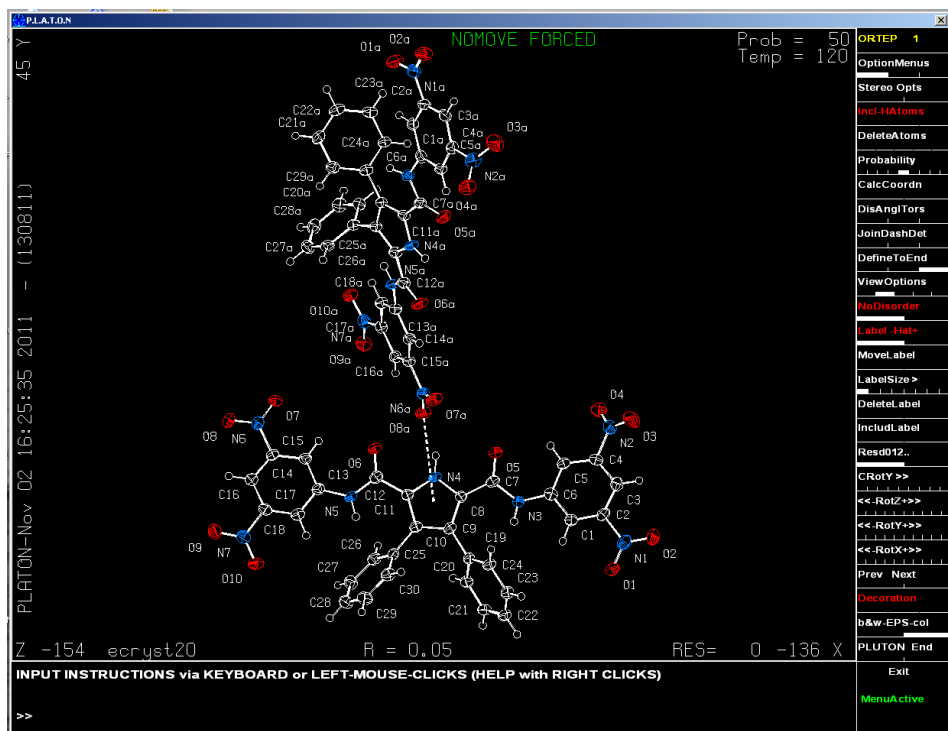 P.L.A.T.O.N
NOMOVE FORCED
Prob = 50
Temp = 120
45 Y
PLATON-Nov 02 16:25:35 2011 - (130811)
O1a
O2a
N1a
C23a
C2a
C22a
C3a
C21a
C4a
O3a
C24a
C1a
C5a
C6a
N2a
C29a
C20a
C7a
O4a
C28a
C11a
O5a
C25a
N4a
C27a
C26a
N5a
C18a
C12a
O10a
O6a
C17a
C13a
N7a
C14a
O9a
C15a
C16a
N6a
O7a
O8a
O4
O7
O8
N6
C15
O6
O5
N2
O3
C14
C13
C7
C5
C4
C16
C17
C12
N4
C6
C3
C18
N5
C11
C8
N3
C2
O9
N7
C10
C9
C1
O2
O10
C26
C25
C19
N1
C27
C30
C20
C24
O1
C23
C28
C29
C21
C22
Z -154 ecryst20
R = 0.05
RES= 0 -136 X
ORTEP 1
OptionMenus
Stereo Opts
Incl-HAtoms
DeleteAtoms
Probability
CalcCoordn
DisAnglTors
JoinDashDet
DefineToEnd
ViewOptions
NoDisorder
Label -Hat+
MoveLabel
LabelSize >
DeleteLabel
IncludLabel
Resd012..
CRotY >>
<<-RotZ+>>
<<-RotY+>>
<<-RotX+>>
Prev Next
Decoration
b&w-EPS-col
PLUTON End
Exit
MenuActive
INPUT INSTRUCTIONS via KEYBOARD or LEFT-MOUSE-CLICKS (HELP with RIGHT CLICKS)
>>